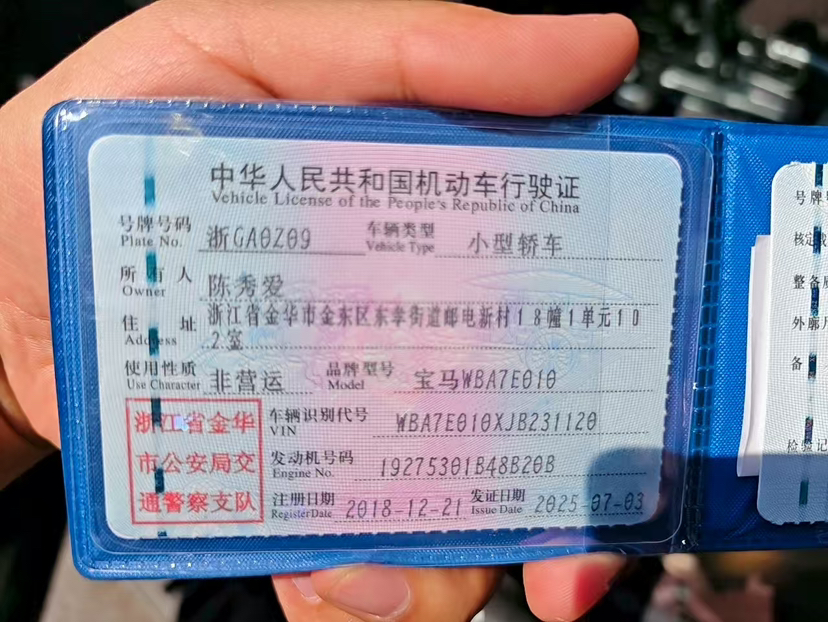 中华人民共和国机动车行驶证
Vehicle License of the People's Republic of China
号牌号码 浙GA0Z09 车辆类型 小型轿车
Plate No. Vehicle Type
所有人 陈秀爱
Owner
住址 浙江省金华市金东区东孝街道邮电新村18幢1单元10
Address 2室
使用性质 非营运 品牌型号 宝马WBA7E010
Use Character Model
浙江省金华
市公安局交
通警察支队
车辆识别代号 WBA7E010XJB231120
VIN
发动机号码 19275301B48B20B
Engine No.
注册日期 2018-12-21 发证日期 2025-07-03
Register Date Issue Date
号牌
核定
整备
外廓
备
检验记